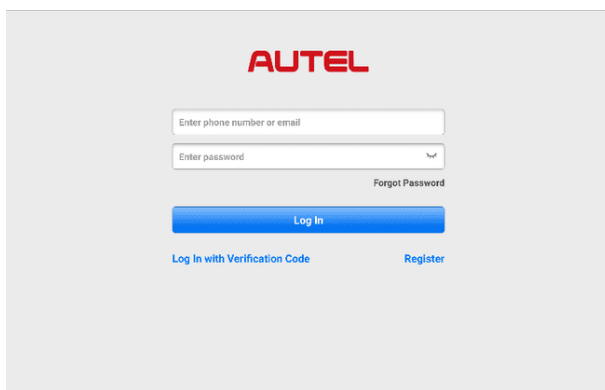 AUTEL
Enter phone number or email
Enter password
Forgot Password
Log In
Log In with Verification Code
Register